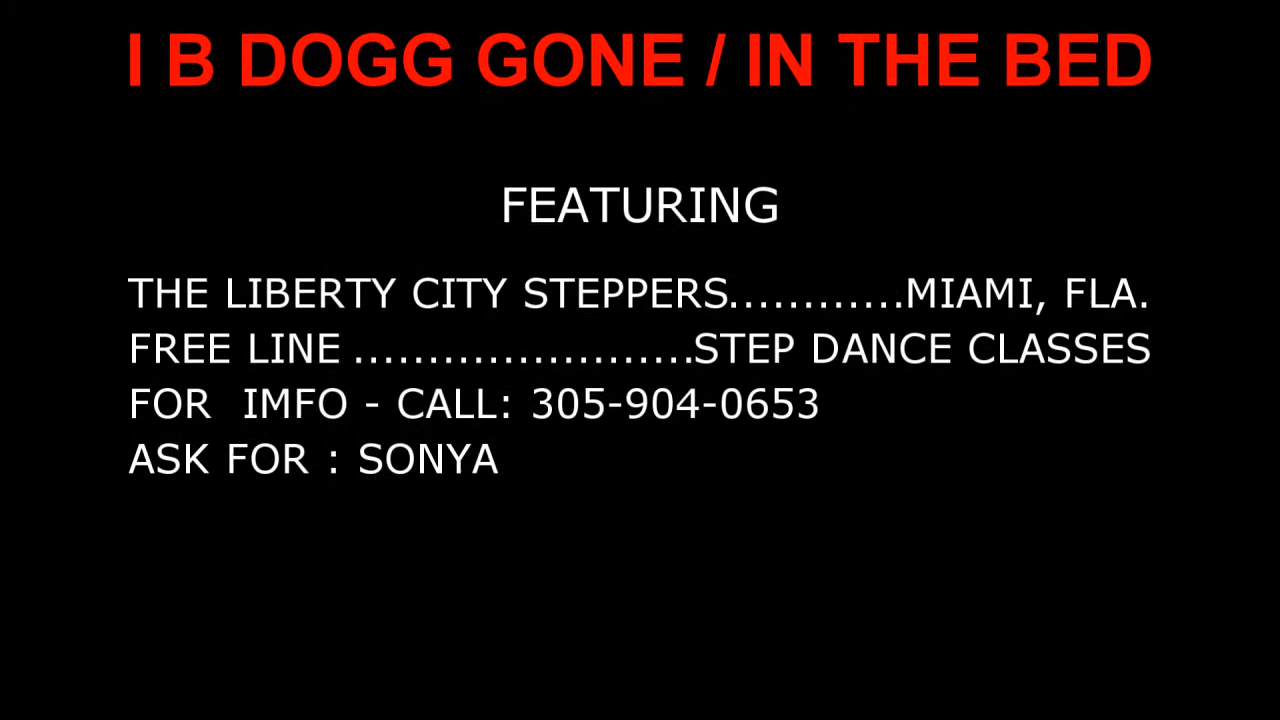 I B DOGG GONE / IN THE BED
FEATURING
THE LIBERTY CITY STEPPERS............MIAMI, FLA.
FREE LINE .......................STEP DANCE CLASSES
FOR  IMFO - CALL: 305-904-0653
ASK FOR : SONYA